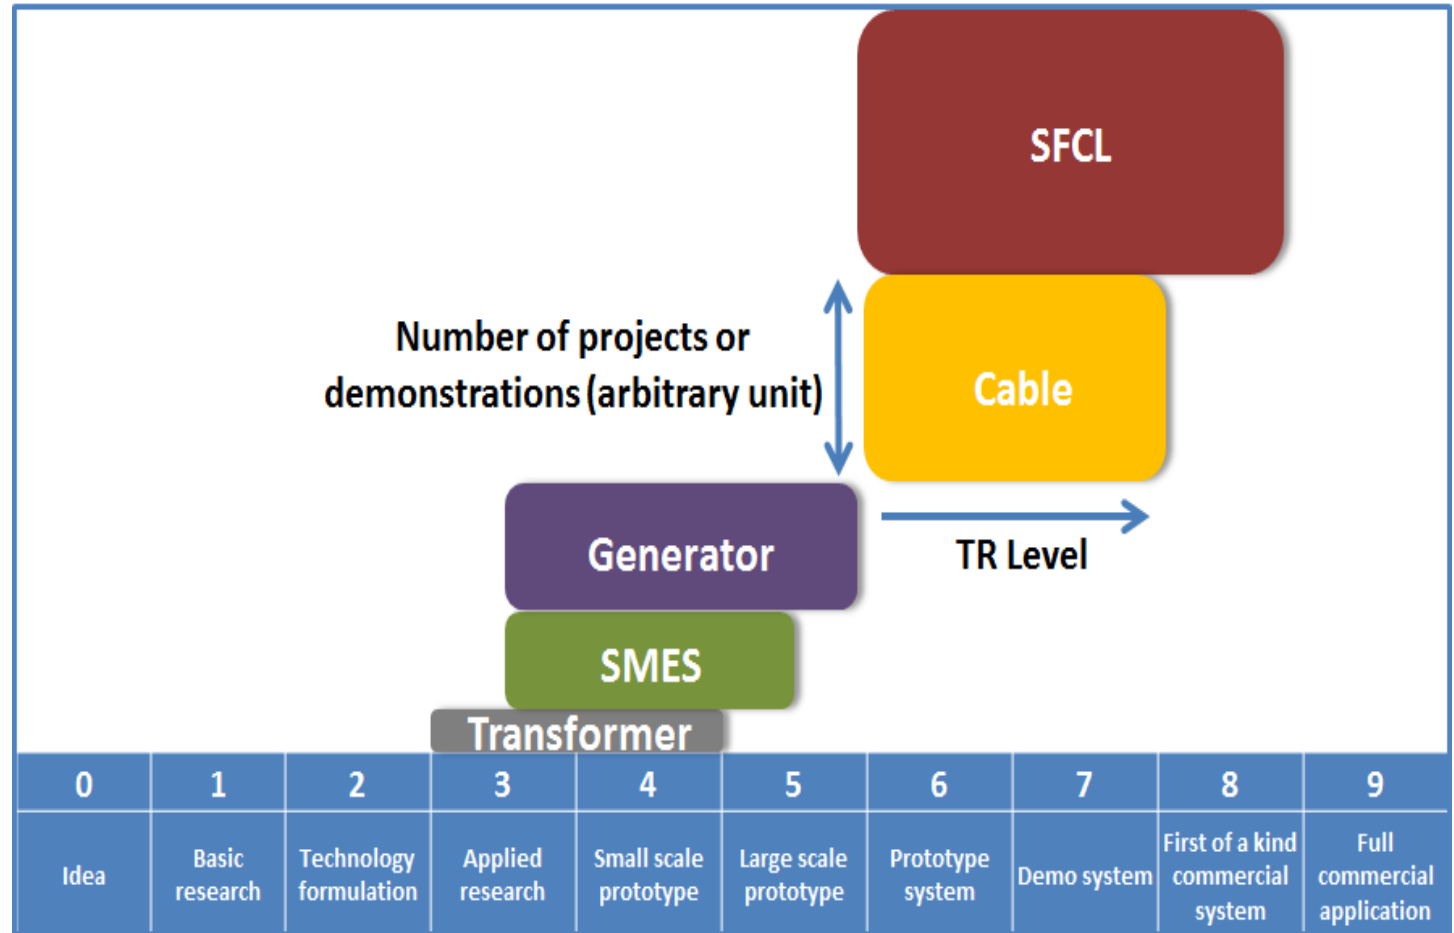 SFCL
Number of projects or
demonstrations (arbitrary unit)
Cable
Generator
TR Level
SMES
Transformer
0 1 2 3 4 5 6 7 8 9
Idea
Basic
research
Technology
formulation
Applied
research
Small scale
prototype
Large scale
prototype
Prototype
system
Demo system
First of a kind
commercial
system
Full
commercial
application